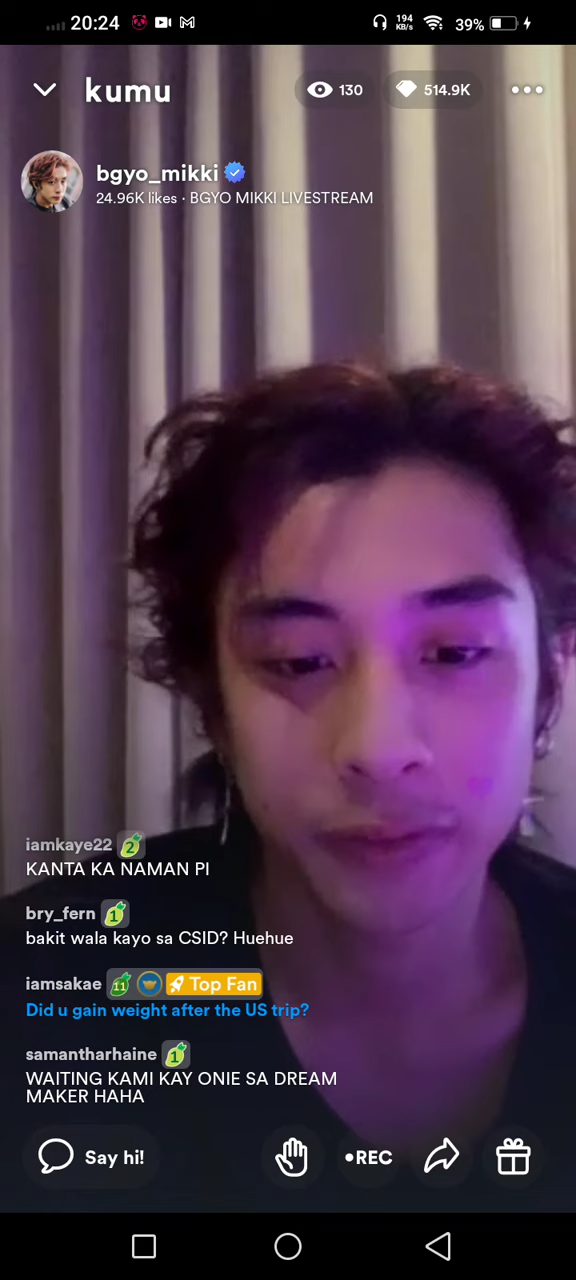 20:24
194
KB/s
39%
kumu
130
514.9K
bgyo_mikki
24.96K likes · BGYO MIKKI LIVESTREAM
iamkaye22 2
KANTA KA NAMAN PI
bry_fern 1
bakit wala kayo sa CSID? Huehue
iamsakae 11 Top Fan
Did u gain weight after the US trip?
samantharhaine 1
WAITING KAMI KAY ONIE SA DREAM
MAKER HAHA
Say hi!
•REC